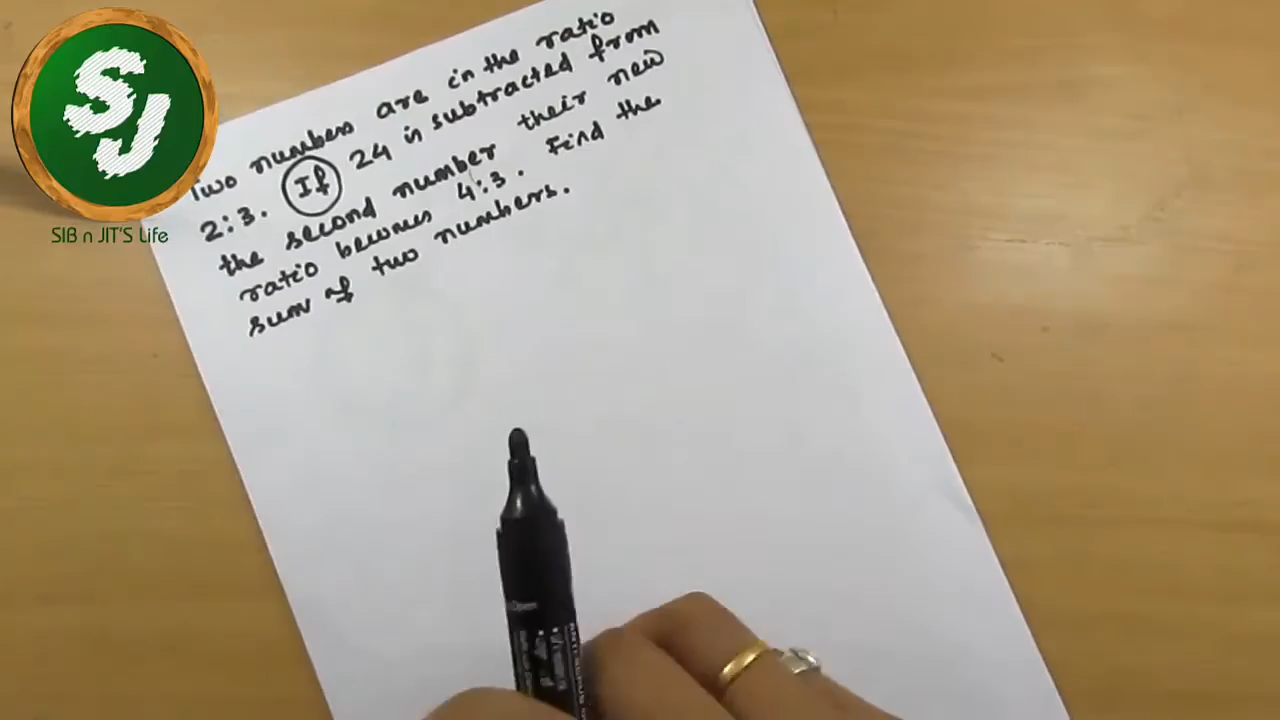 SJ
SIB n JIT'S Life
Two numbers are in the ratio
2:3. If 24 is subtracted from
the second number their new
ratio becomes 4:3. Find the
sum of two numbers.